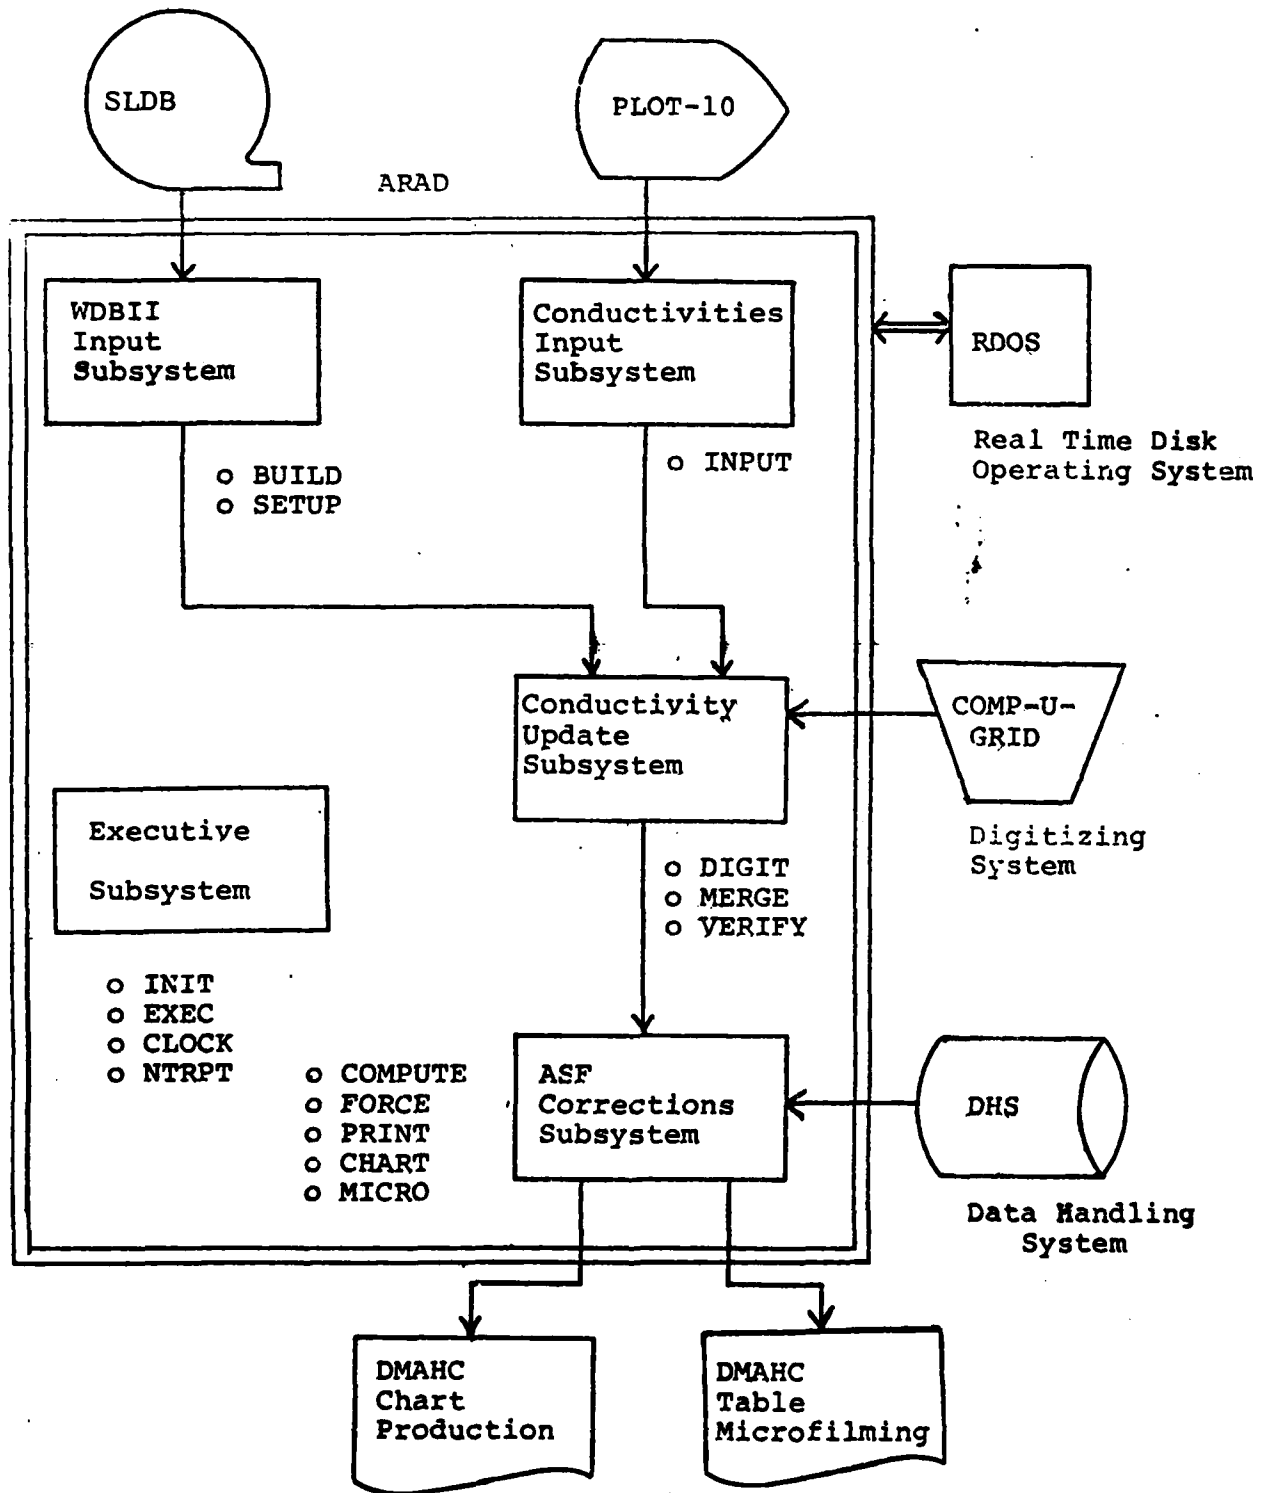 SLDB
PLOT-10
ARAD
WDBII
Input
Subsystem
Conductivities
Input
Subsystem
RDOS
Real Time Disk
Operating System
o BUILD
o SETUP
o INPUT
Conductivity
Update
Subsystem
COMP-U-
GRID
Digitizing
System
Executive
Subsystem
o DIGIT
o MERGE
o VERIFY
o INIT
o EXEC
o CLOCK
o NTRPT
o COMPUTE
o FORCE
o PRINT
o CHART
o MICRO
ASF
Corrections
Subsystem
DHS
Data Handling
System
DMAHC
Chart
Production
DMAHC
Table
Microfilming